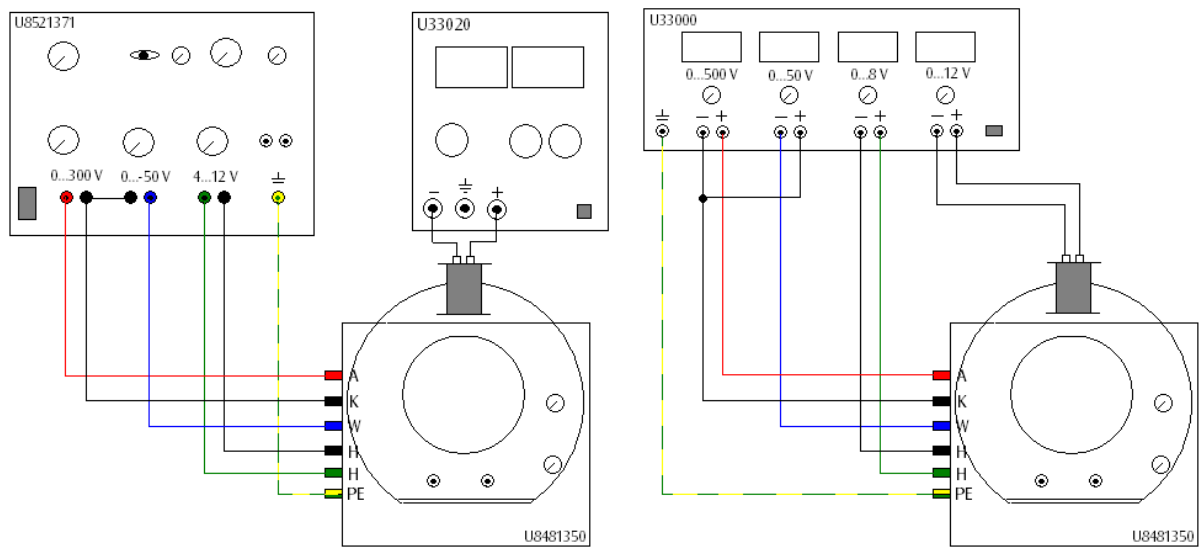 U8521371
0...300 V 0...-50 V 4...12 V
U33020
− +
A
K
W
H
H
PE
U8481350
U33000
0...500 V 0...50 V 0...8 V 0...12 V
− + − + − + − +
A
K
W
H
H
PE
U8481350